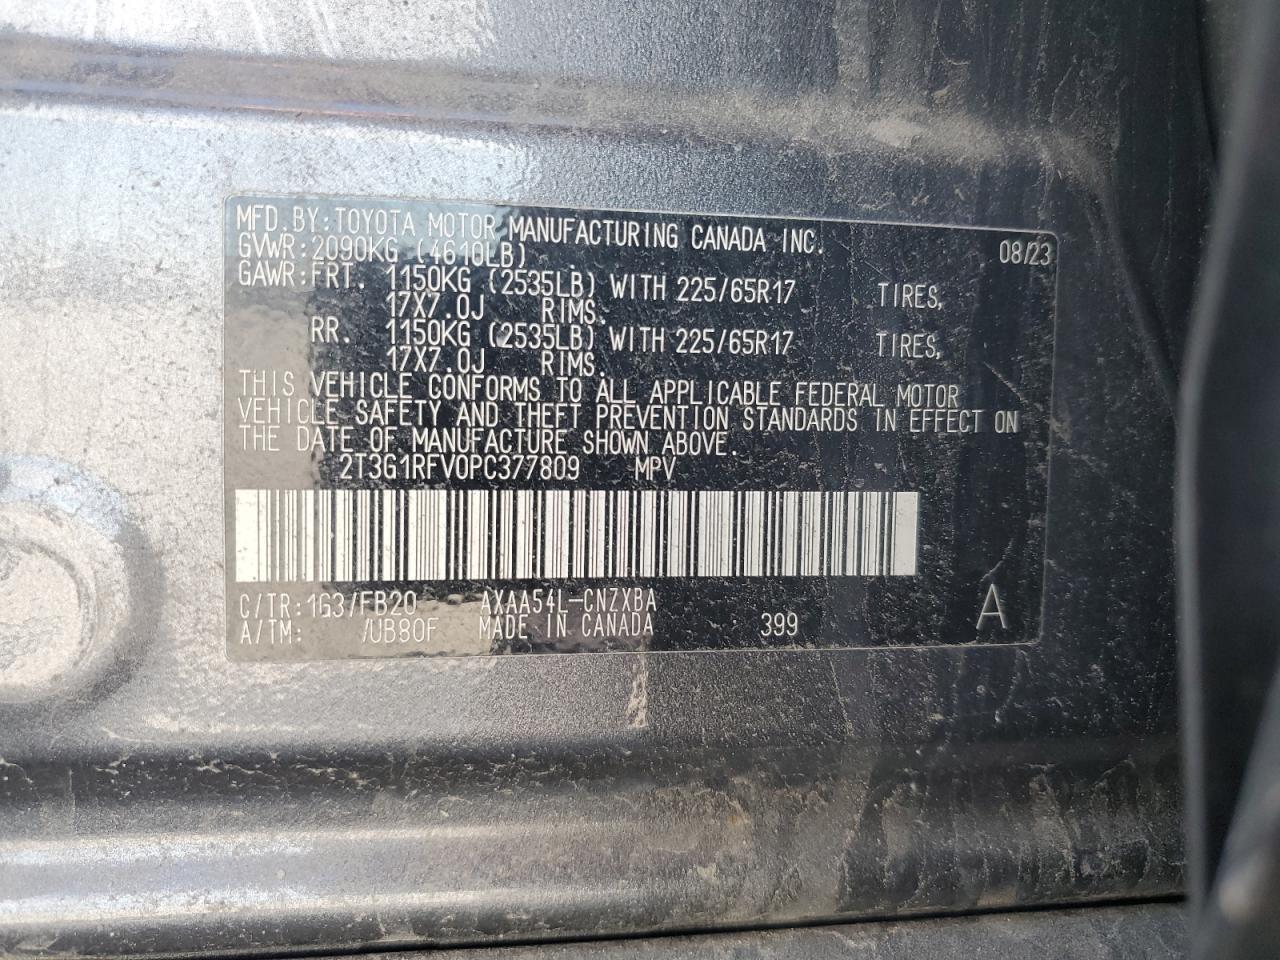 MFD.BY:TOYOTA MOTOR MANUFACTURING CANADA INC. 08/23
GVWR:2090KG (4610LB)
GAWR:FRT. 1150KG (2535LB) WITH 225/65R17 TIRES,
17X7.0J RIMS.
RR. 1150KG (2535LB) WITH 225/65R17 TIRES,
17X7.0J RIMS.
THIS VEHICLE CONFORMS TO ALL APPLICABLE FEDERAL MOTOR
VEHICLE SAFETY AND THEFT PREVENTION STANDARDS IN EFFECT ON
THE DATE OF MANUFACTURE SHOWN ABOVE.
2T3G1RFV0PC377809 MPV
C/TR:1G3/FB20 AXAA54L-CNZXBA
A/TM: /UB80F MADE IN CANADA 399 A